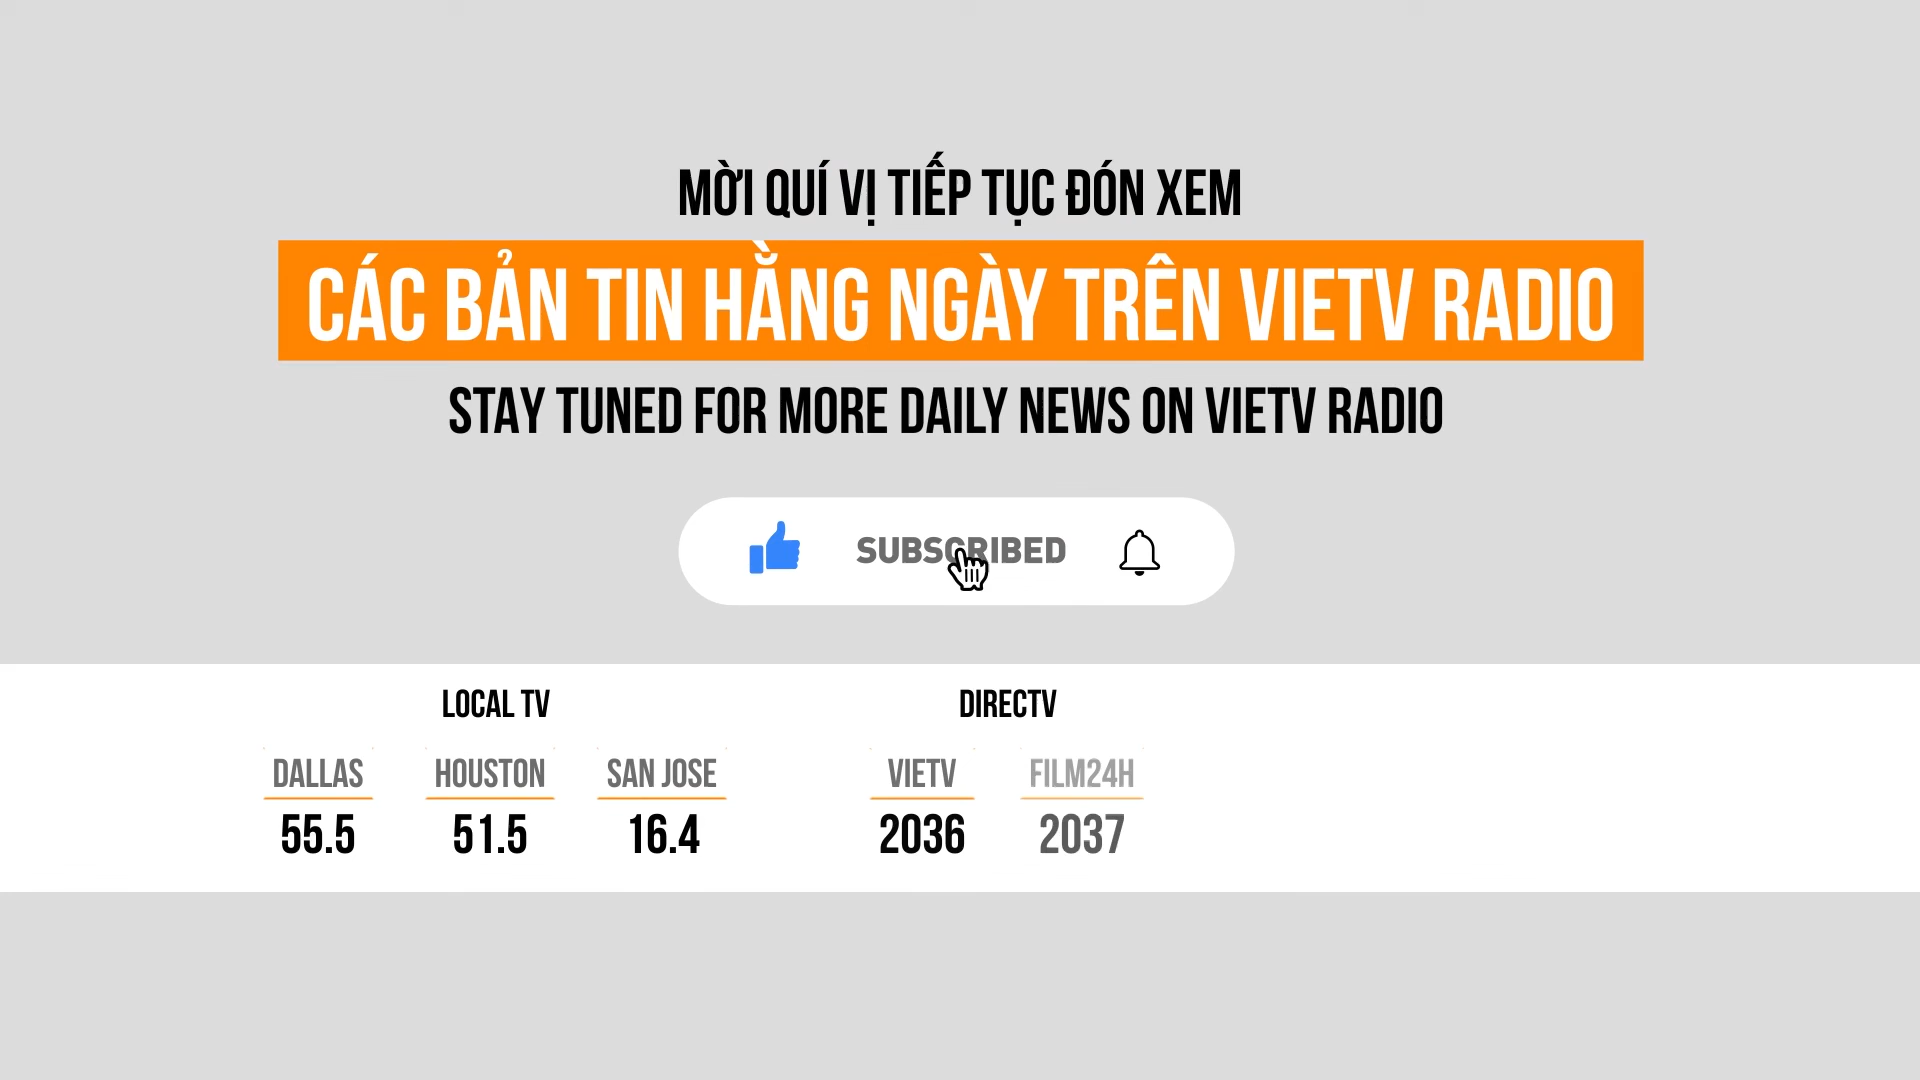 MỜI QUÍ VỊ TIẾP TỤC ĐÓN XEM
CÁC BẢN TIN HẰNG NGÀY TRÊN VIETV RADIO
STAY TUNED FOR MORE DAILY NEWS ON VIETV RADIO
SUBSCRIBED
LOCAL TV
DALLAS HOUSTON SAN JOSE
55.5 51.5 16.4
DIRECTV
VIETV FILM24H
2036 2037